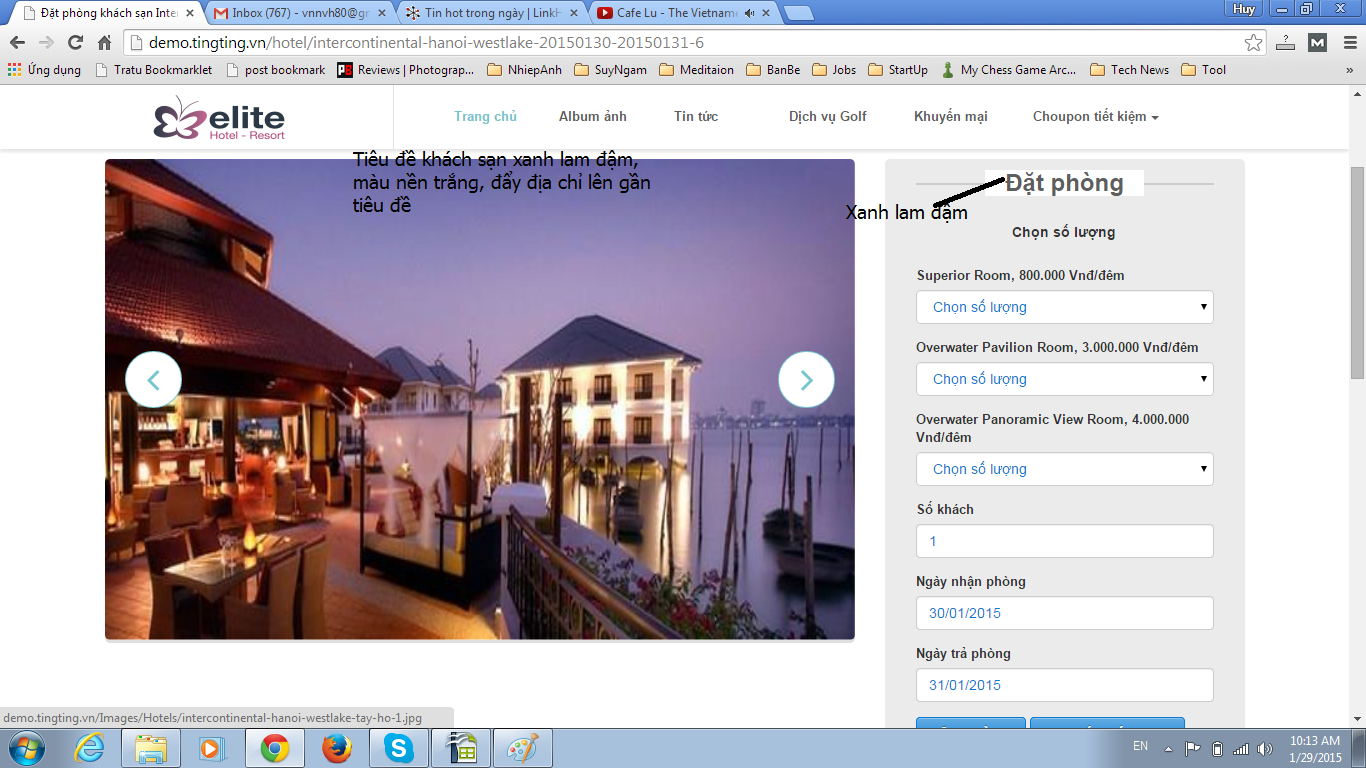 Đặt phòng khách sạn Inter
Inbox (767) - vnnvh80@gr
Tin hot trong ngày | LinkH
Cafe Lu - The Vietname
Huy
demo.tingting.vn/hotel/intercontinental-hanoi-westlake-20150130-20150131-6
Ứng dụng
Tratu Bookmarklet
post bookmark
Reviews | Photograp...
NhiepAnh
SuyNgam
Meditaion
BanBe
Jobs
StartUp
My Chess Game Arc...
Tech News
Tool
»
elite
Hotel - Resort
Trang chủ
Album ảnh
Tin tức
Dịch vụ Golf
Khuyến mại
Choupon tiết kiệm
Tiêu đề khách sạn xanh lam đậm,
màu nền trắng, đẩy địa chỉ lên gần
tiêu đề
Đặt phòng
Xanh lam đậm
Chọn số lượng
Superior Room, 800.000 Vnđ/đêm
Chọn số lượng
Overwater Pavilion Room, 3.000.000 Vnđ/đêm
Chọn số lượng
Overwater Panoramic View Room, 4.000.000
Vnđ/đêm
Chọn số lượng
Số khách
1
Ngày nhận phòng
30/01/2015
Ngày trả phòng
31/01/2015
demo.tingting.vn/Images/Hotels/intercontinental-hanoi-westlake-tay-ho-1.jpg
EN
10:13 AM
1/29/2015